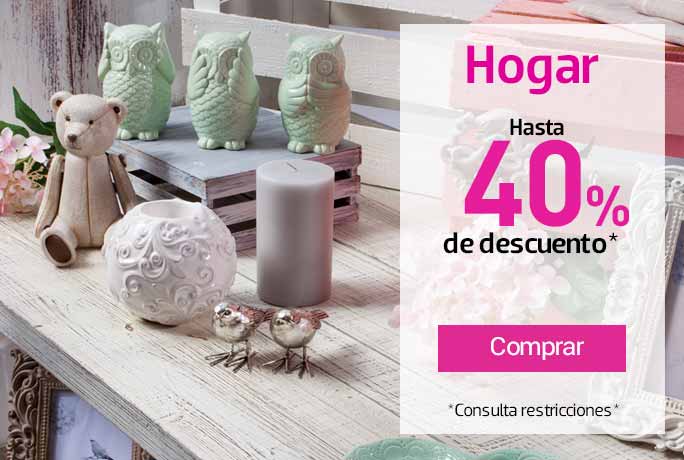 Hogar
Hasta
40%
de descuento*
Comprar
*Consulta restricciones*